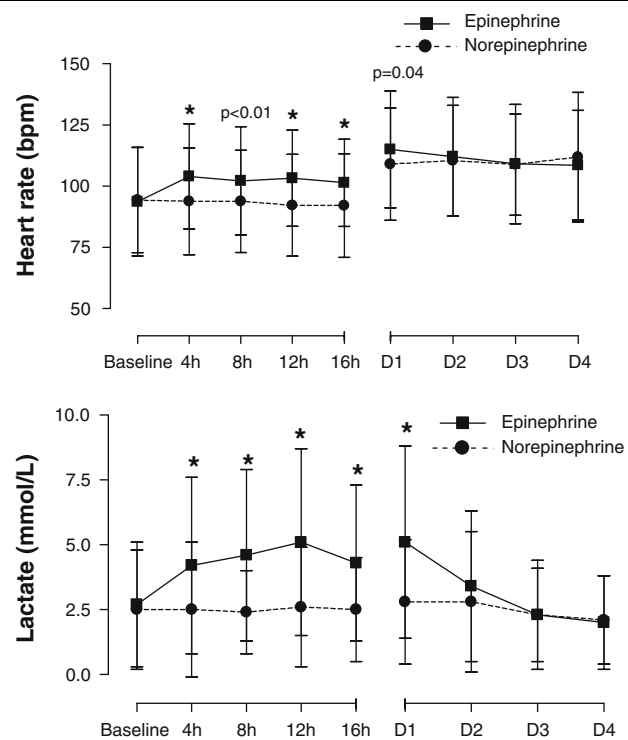 Epinephrine
Norepinephrine
Heart rate (bpm)
150
125
100
75
50
* p<0.01 * * p=0.04
Baseline 4h 8h 12h 16h D1 D2 D3 D4
Epinephrine
Norepinephrine
Lactate (mmol/L)
10.0
7.5
5.0
2.5
0.0
* * * * *
Baseline 4h 8h 12h 16h D1 D2 D3 D4